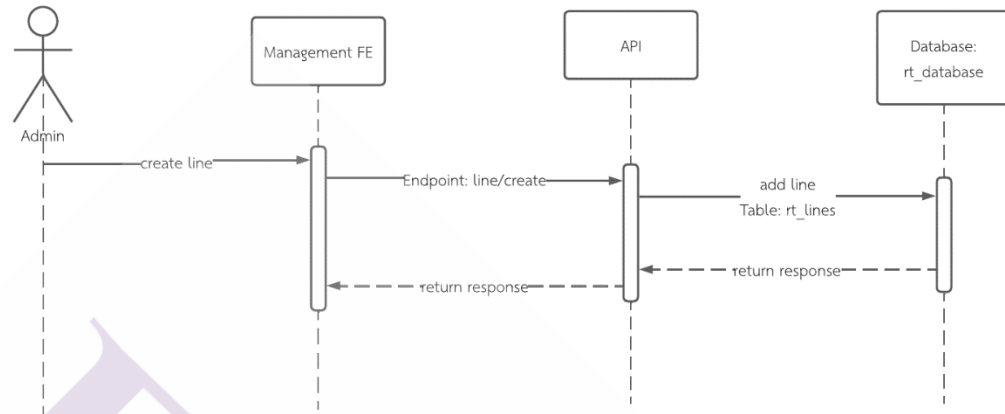 Management FE
API
Database:
rt_database
Admin
create line
Endpoint: line/create
add line
Table: rt_lines
return response
return response